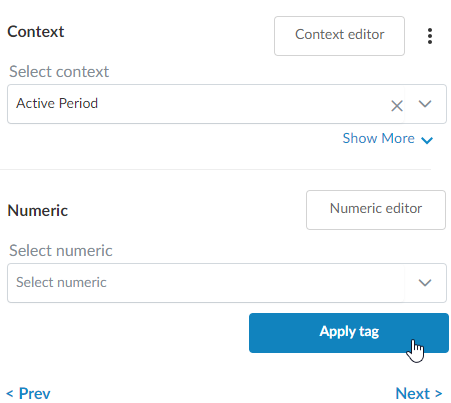 Context
Context editor
Select context
Active Period
Show More
Numeric
Numeric editor
Select numeric
Select numeric
Apply tag
< Prev
Next >